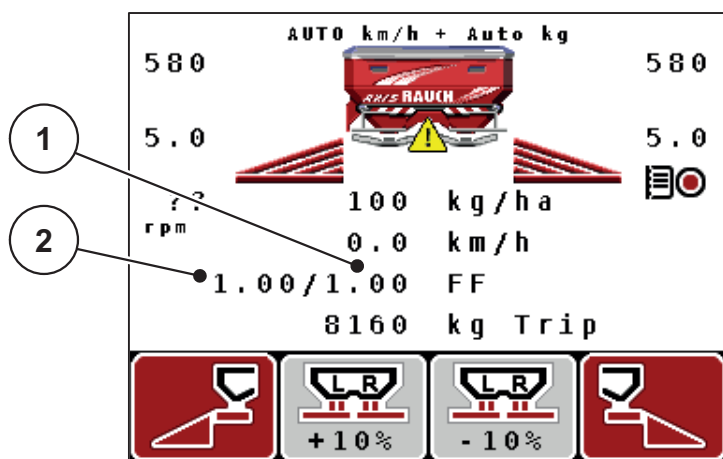 AUTO km/h + Auto kg
580 580
AXIS RAUCH
1
5.0 5.0
??
rpm
100 kg/ha
2
0.0 km/h
1.00/1.00 FF
8160 kg Trip
L R L R
+10% -10%